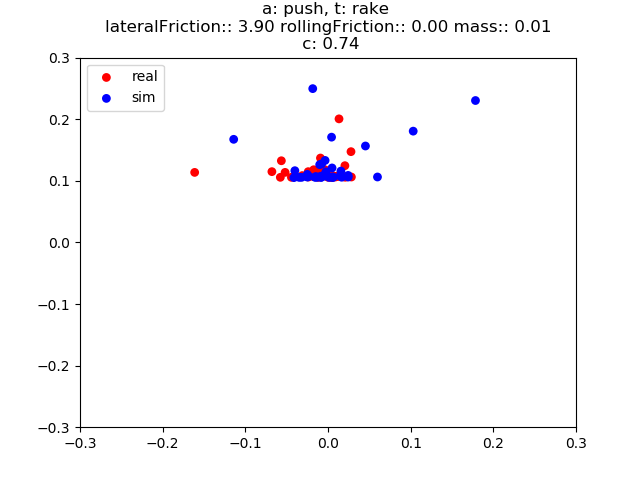 a: push, t: rake
lateralFriction:: 3.90 rollingFriction:: 0.00 mass:: 0.01
c: 0.74
real
sim
0.3
0.2
0.1
0.0
−0.1
−0.2
−0.3
−0.3 −0.2 −0.1 0.0 0.1 0.2 0.3